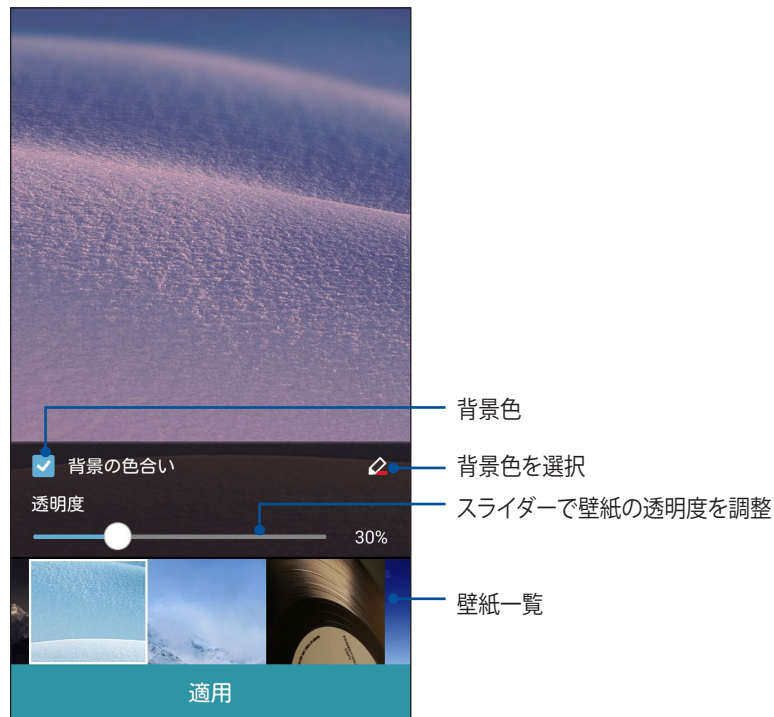 背景色
背景の色合い
背景色を選択
透明度
スライダーで壁紙の透明度を調整
30%
壁紙一覧
適用